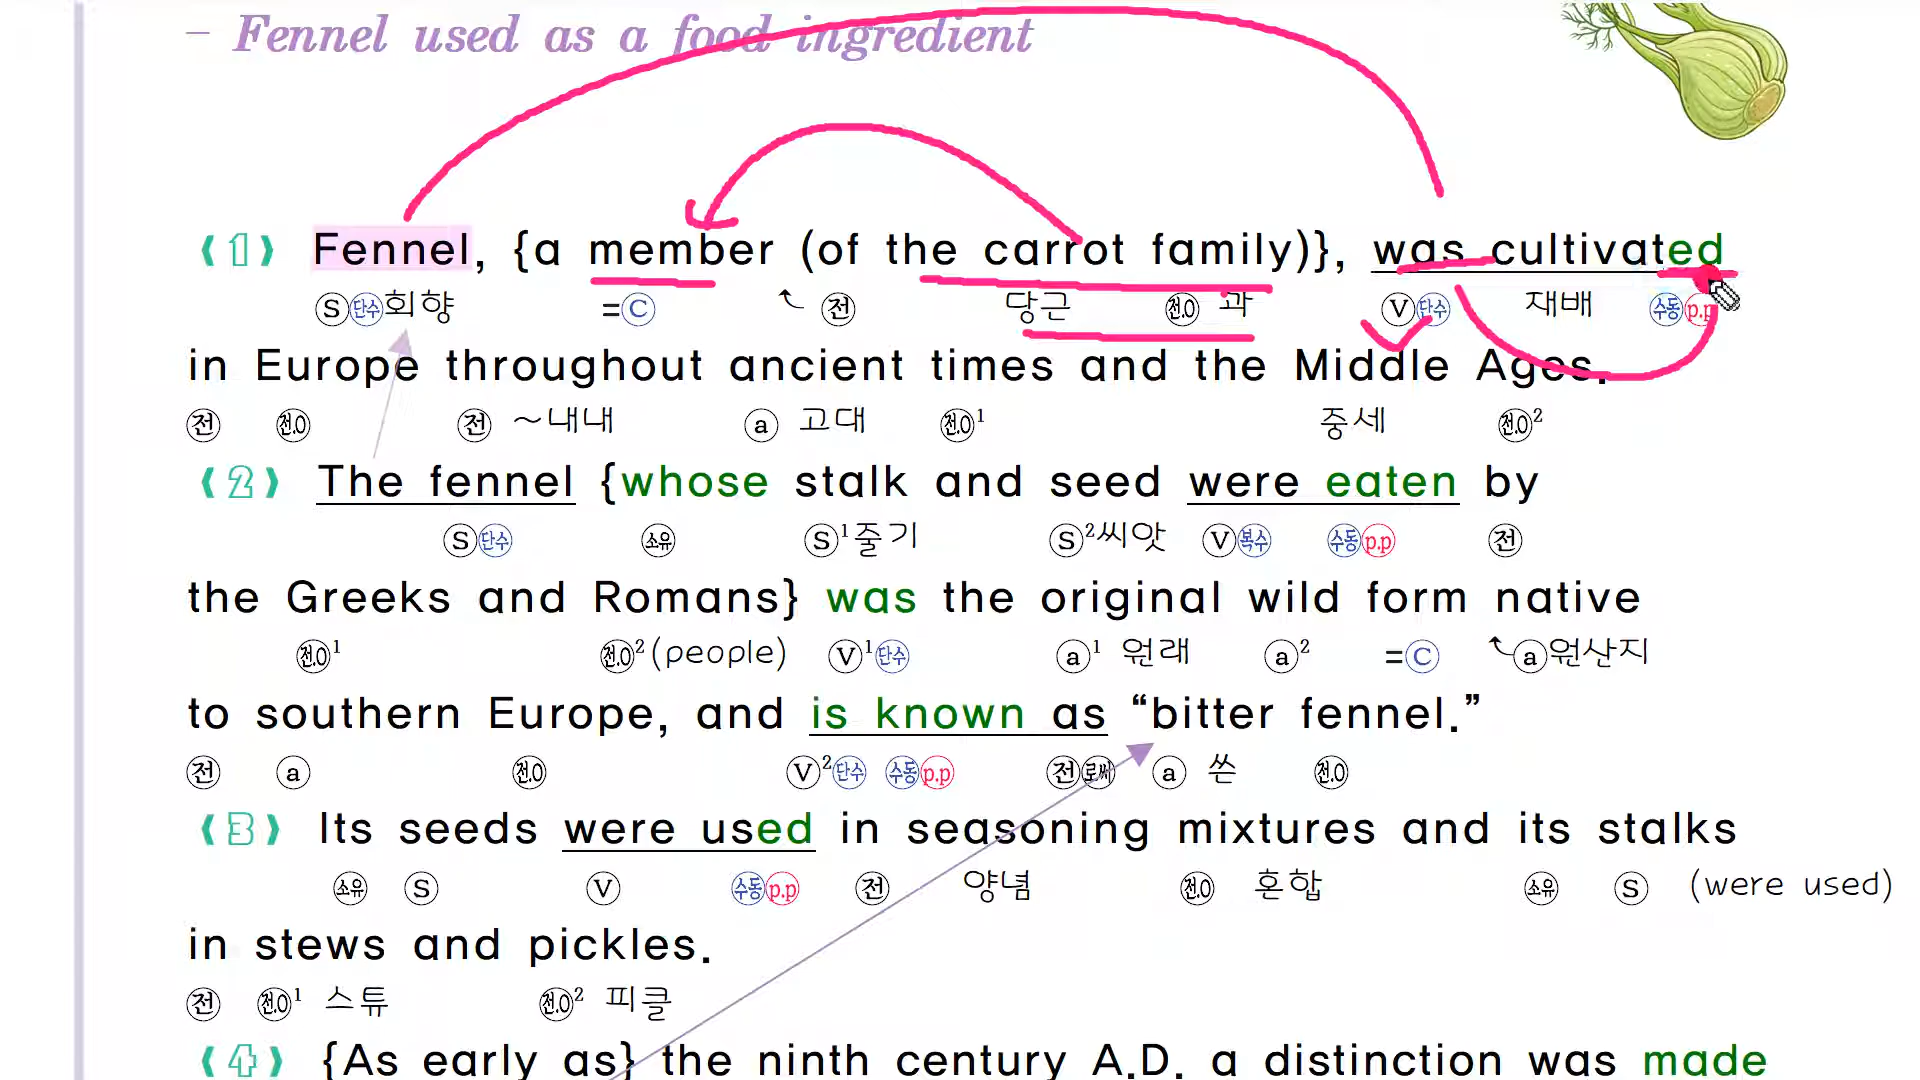 – Fennel used as a food ingredient
⟪1⟫ Fennel, {a member (of the carrot family)}, was cultivated
Ⓢ 단수 회향 =Ⓒ 전 당근 전.O 과 Ⓥ 단수 재배 수동 p.p
in Europe throughout ancient times and the Middle Ages.
전 전.O 전 ~내내 ⓐ 고대 전.O¹ 중세 전.O²
⟪2⟫ The fennel {whose stalk and seed were eaten by
Ⓢ 단수 소유 Ⓢ¹줄기 Ⓢ²씨앗 Ⓥ 복수 수동 p.p 전
the Greeks and Romans} was the original wild form native
전.O¹ 전.O²(people) Ⓥ¹ 단수 ⓐ¹ 원래 ⓐ² =Ⓒ ⓐ원산지
to southern Europe, and is known as “bitter fennel.”
전 ⓐ 전.O Ⓥ² 단수 수동 p.p 전 로써 ⓐ 쓴 전.O
⟪3⟫ Its seeds were used in seasoning mixtures and its stalks
소유 Ⓢ Ⓥ 수동 p.p 전 양념 전.O 혼합 소유 Ⓢ (were used)
in stews and pickles.
전 전.O¹ 스튜 전.O² 피클
⟪4⟫ {As early as} the ninth century A.D. a distinction was made